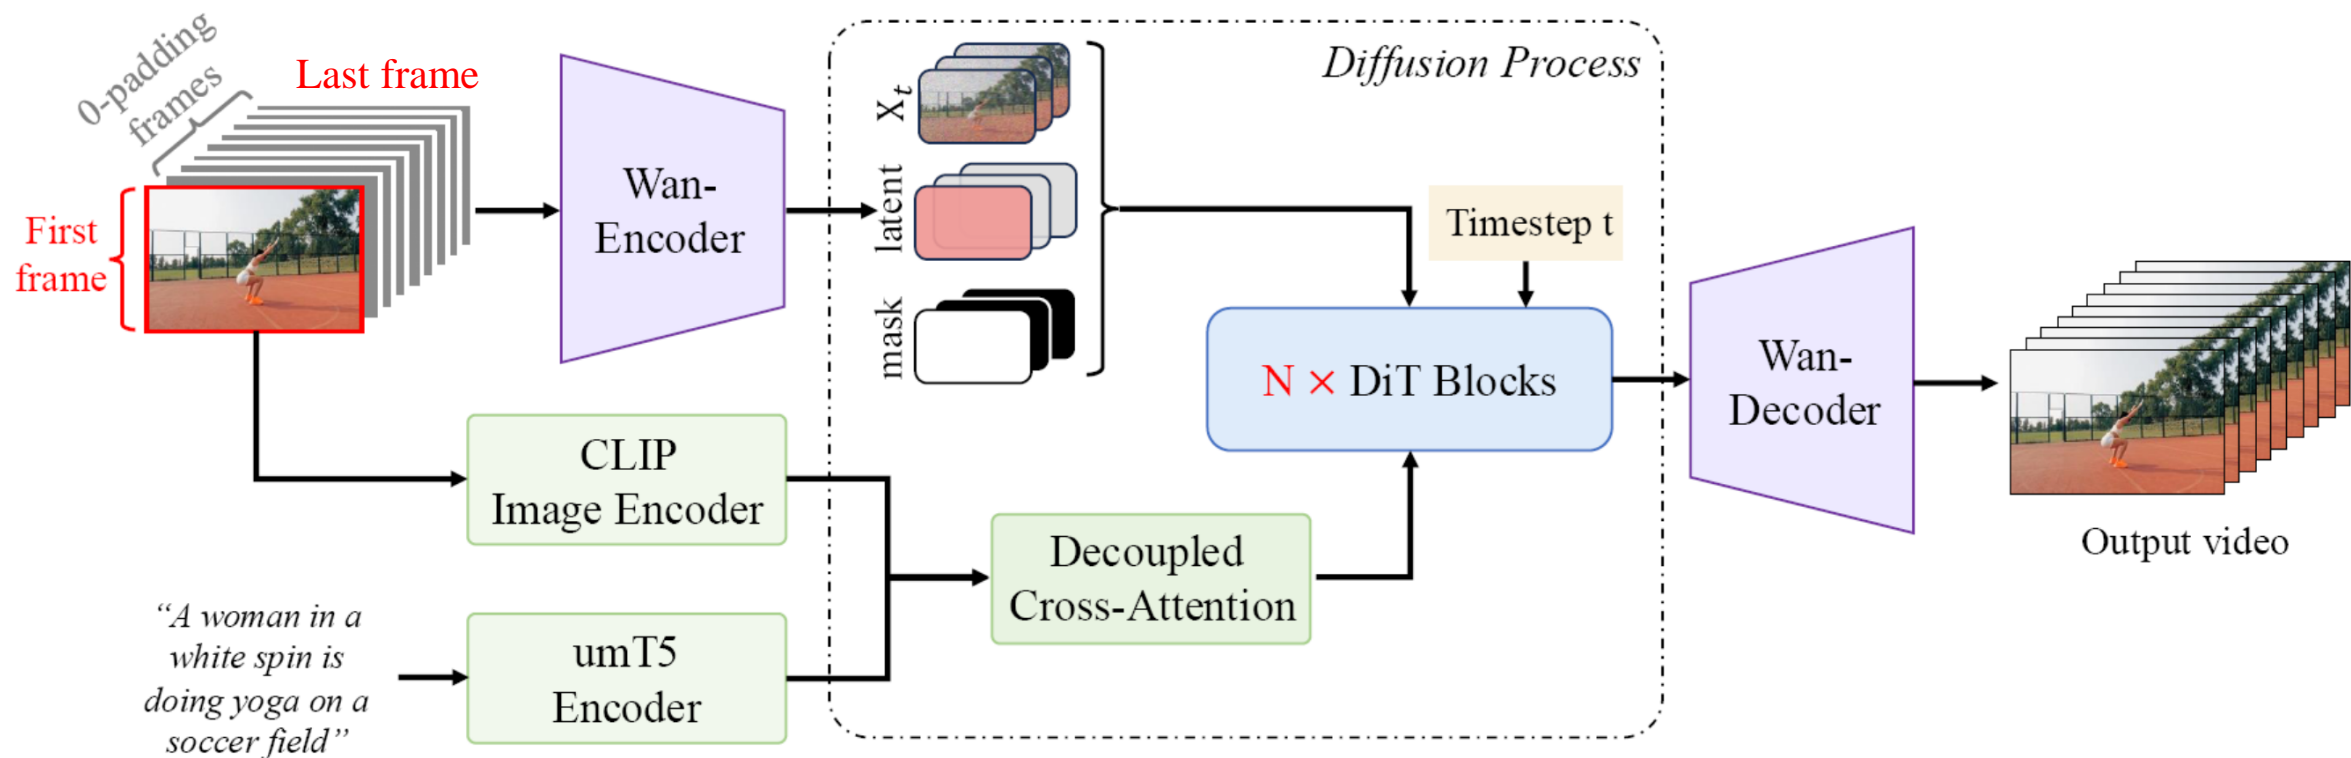 0-padding
frames
Last frame
First
frame
Wan-
Encoder
X_t
latent
mask
Diffusion Process
Timestep t
N × DiT Blocks
Wan-
Decoder
Output video
CLIP
Image Encoder
Decoupled
Cross-Attention
“A woman in a
white spin is
doing yoga on a
soccer field”
umT5
Encoder